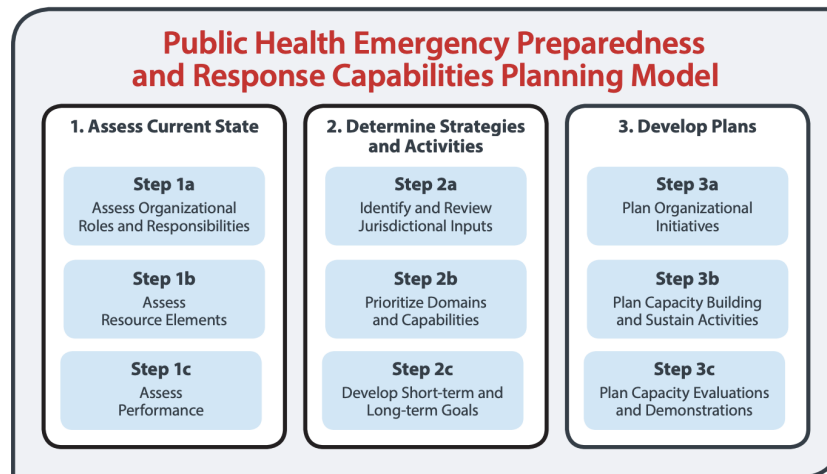 Public Health Emergency Preparedness
and Response Capabilities Planning Model
1. Assess Current State
Step 1a
Assess Organizational
Roles and Responsibilities
Step 1b
Assess
Resource Elements
Step 1c
Assess
Performance
2. Determine Strategies
and Activities
Step 2a
Identify and Review
Jurisdictional Inputs
Step 2b
Prioritize Domains
and Capabilities
Step 2c
Develop Short-term and
Long-term Goals
3. Develop Plans
Step 3a
Plan Organizational
Initiatives
Step 3b
Plan Capacity Building
and Sustain Activities
Step 3c
Plan Capacity Evaluations
and Demonstrations